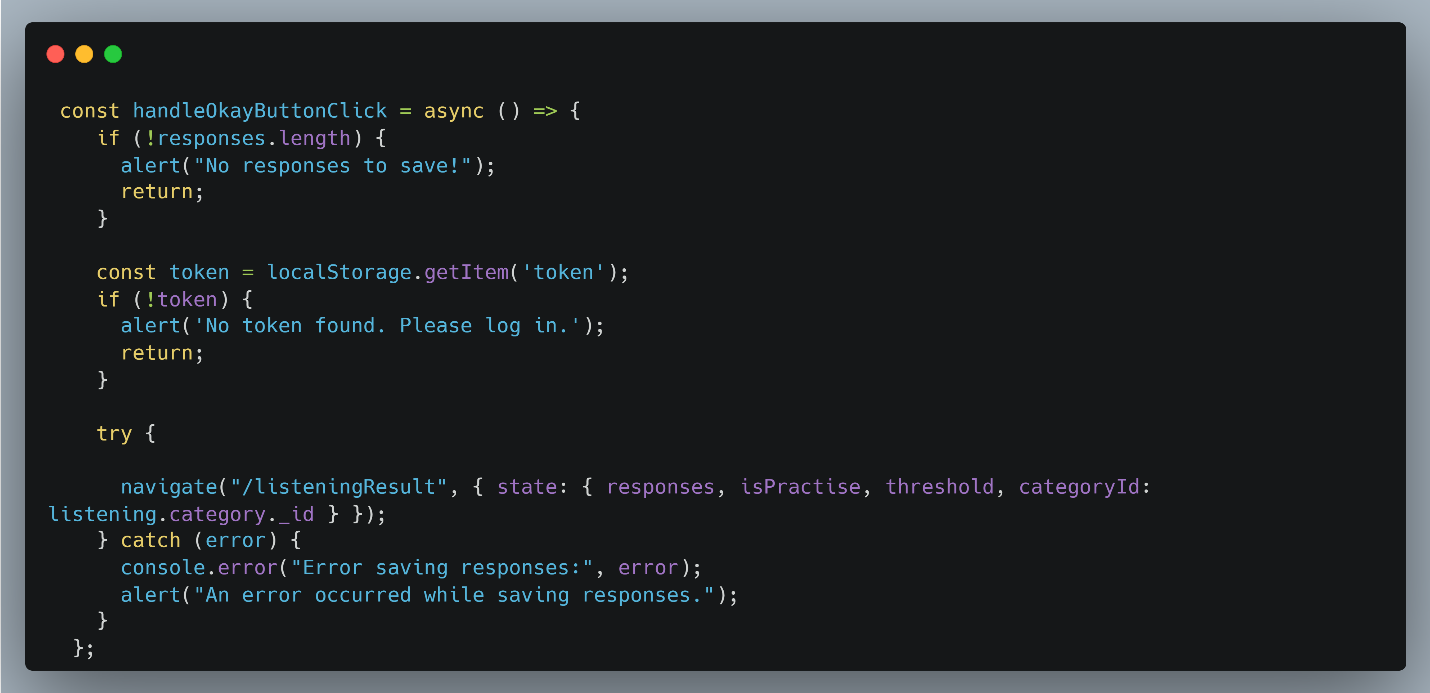 const handleOkayButtonClick = async () => {
if (!responses.length) {
alert("No responses to save!");
return;
}
const token = localStorage.getItem('token');
if (!token) {
alert('No token found. Please log in.');
return;
}
try {
navigate("/listeningResult", { state: { responses, isPractise, threshold, categoryId:
listening.category._id } });
} catch (error) {
console.error("Error saving responses:", error);
alert("An error occurred while saving responses.");
}
};